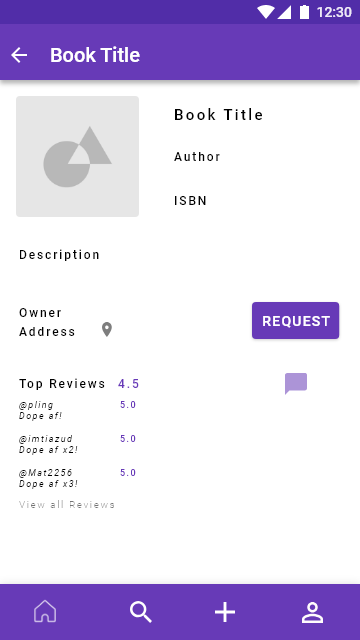 12:30
Book Title
Book Title
Author
ISBN
Description
Owner
Address
REQUEST
Top Reviews 4.5
@pling 5.0
Dope af!
@imtiazud 5.0
Dope af x2!
@Mat2256 5.0
Dope af x3!
View all Reviews